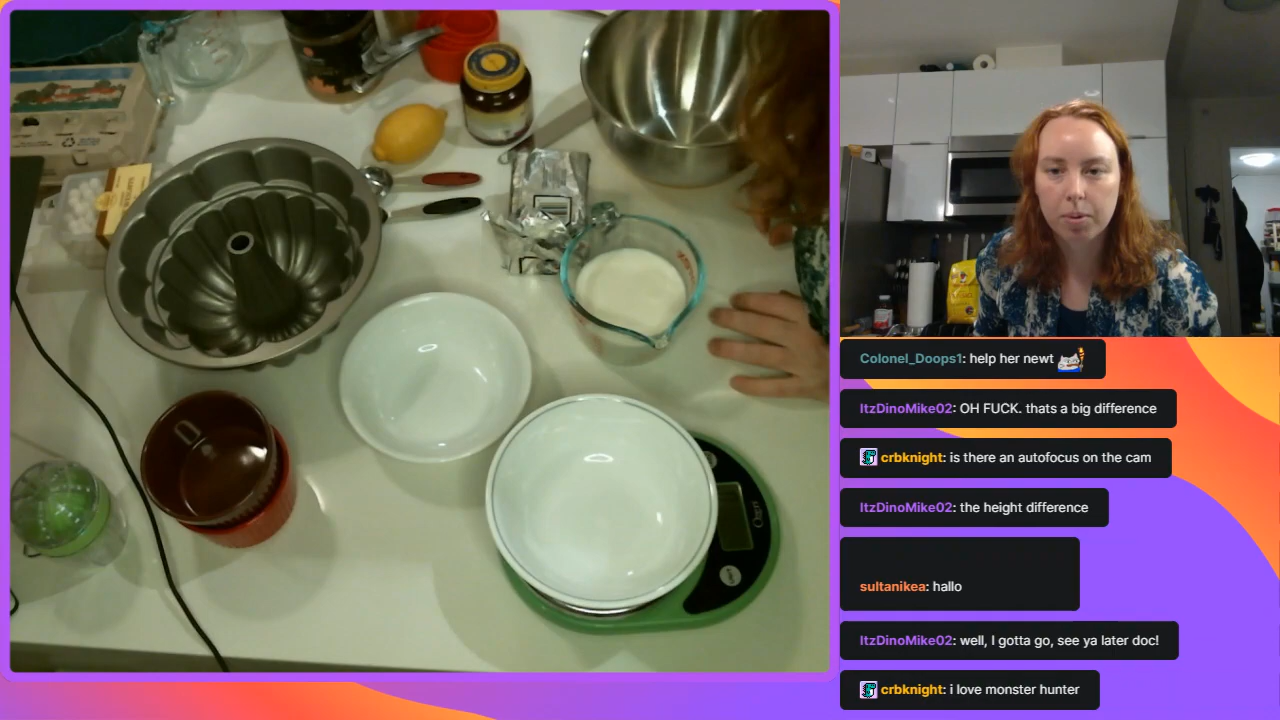 Colonel_Doops1: help her newt
ItzDinoMike02: OH FUCK. thats a big difference
crbknight: is there an autofocus on the cam
ItzDinoMike02: the height difference
sultanikea: hallo
ItzDinoMike02: well, I gotta go, see ya later doc!
crbknight: i love monster hunter